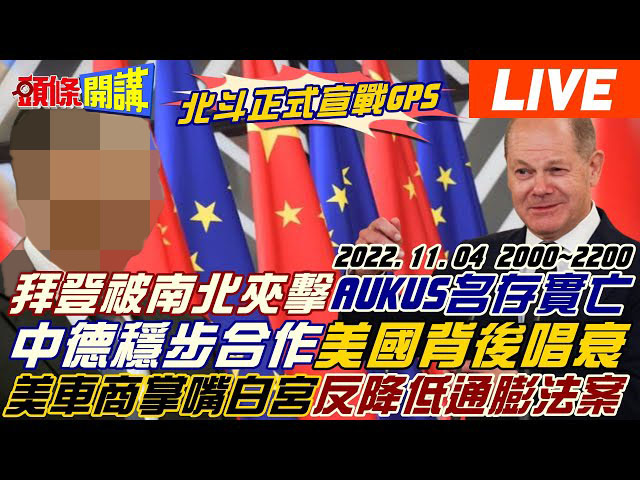 頭條開講
北斗正式宣戰GPS
LIVE
2022.11.04 2000~2200
拜登被南北夾擊AUKUS名存實亡
中德穩步合作美國背後唱衰
美車商掌嘴白宮反降低通膨法案